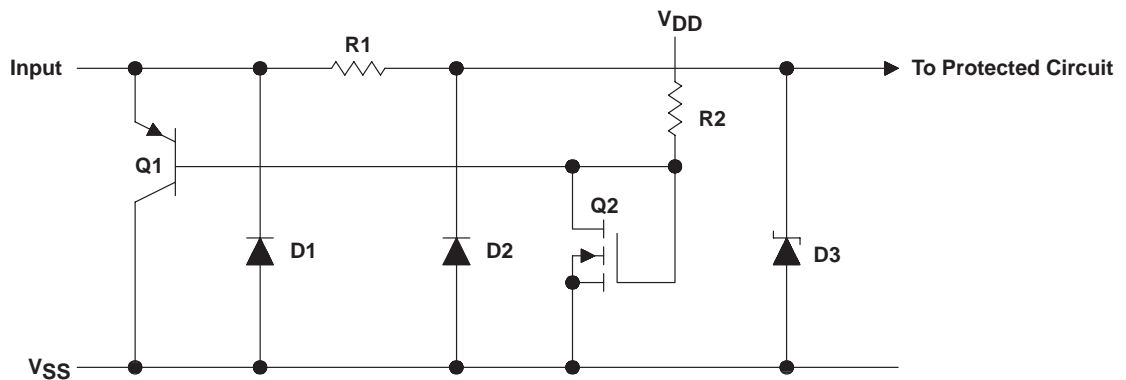 VDD
R1
Input
To Protected Circuit
R2
Q1
Q2
D1
D2
D3
VSS